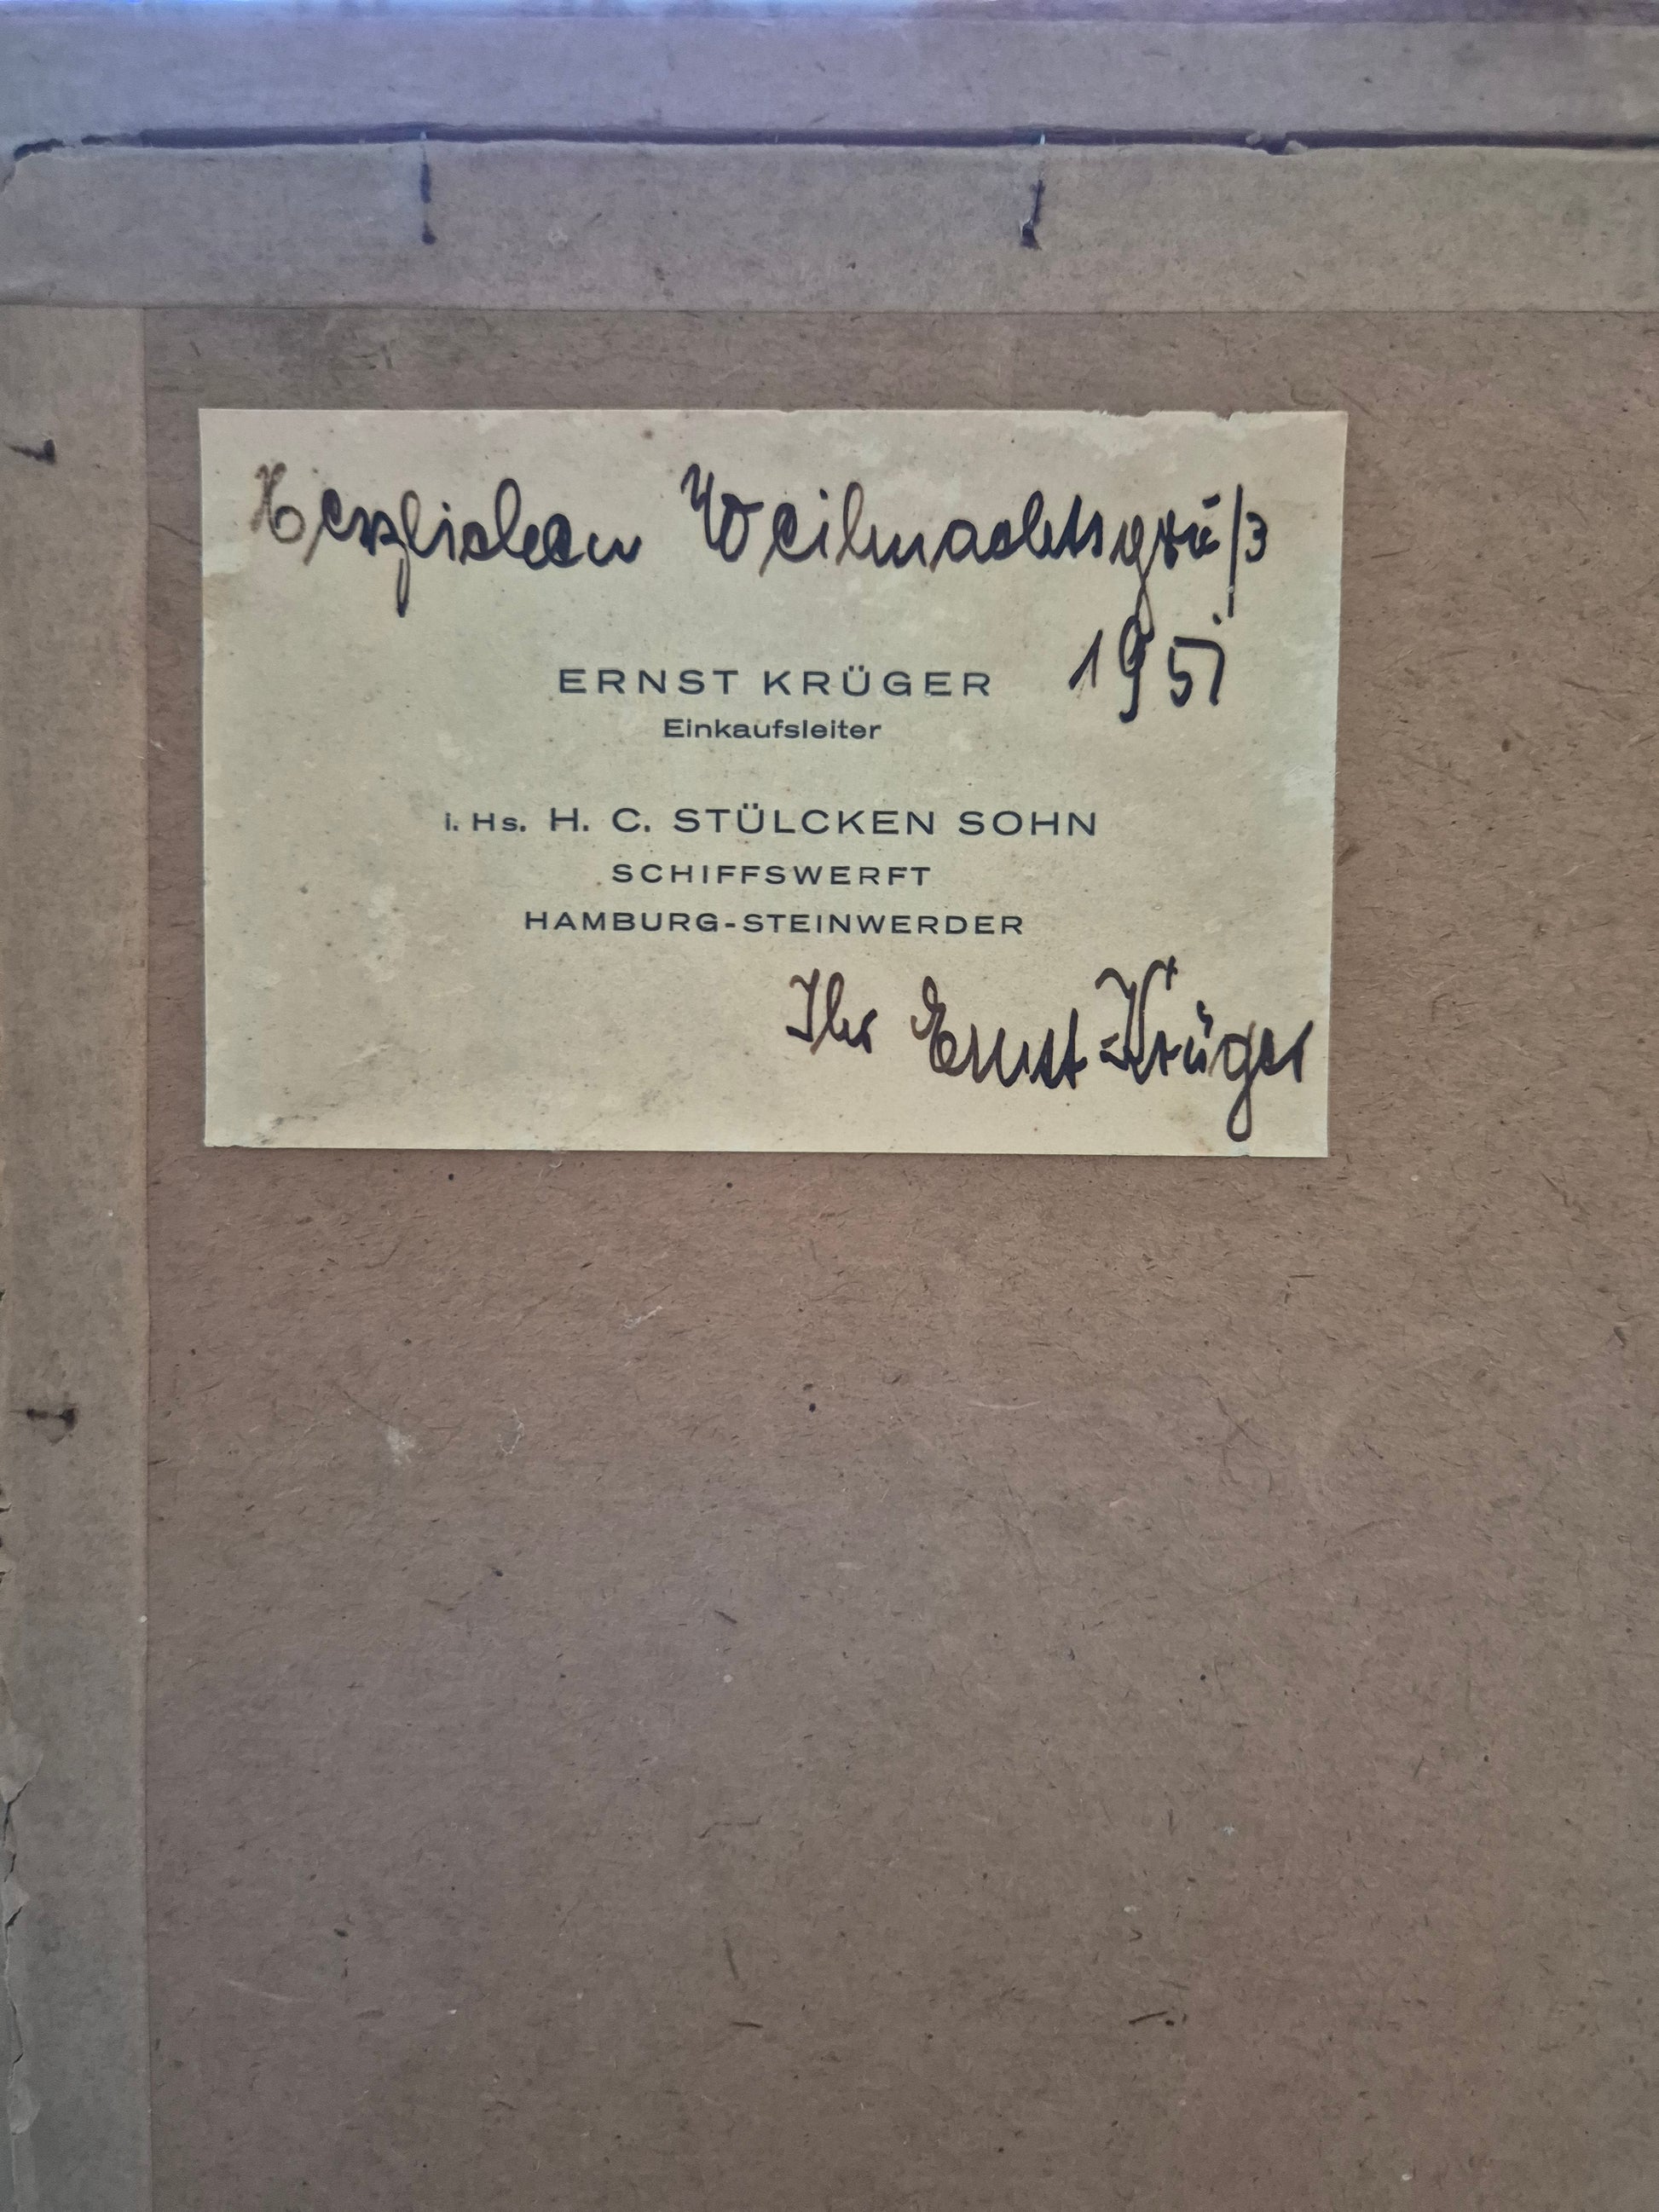 Herzlichen Weihnachtsgruß
1951
ERNST KRÜGER
Einkaufsleiter
i. Hs. H. C. STÜLCKEN SOHN
SCHIFFSWERFT
HAMBURG-STEINWERDER
Ihr Ernst Krüger